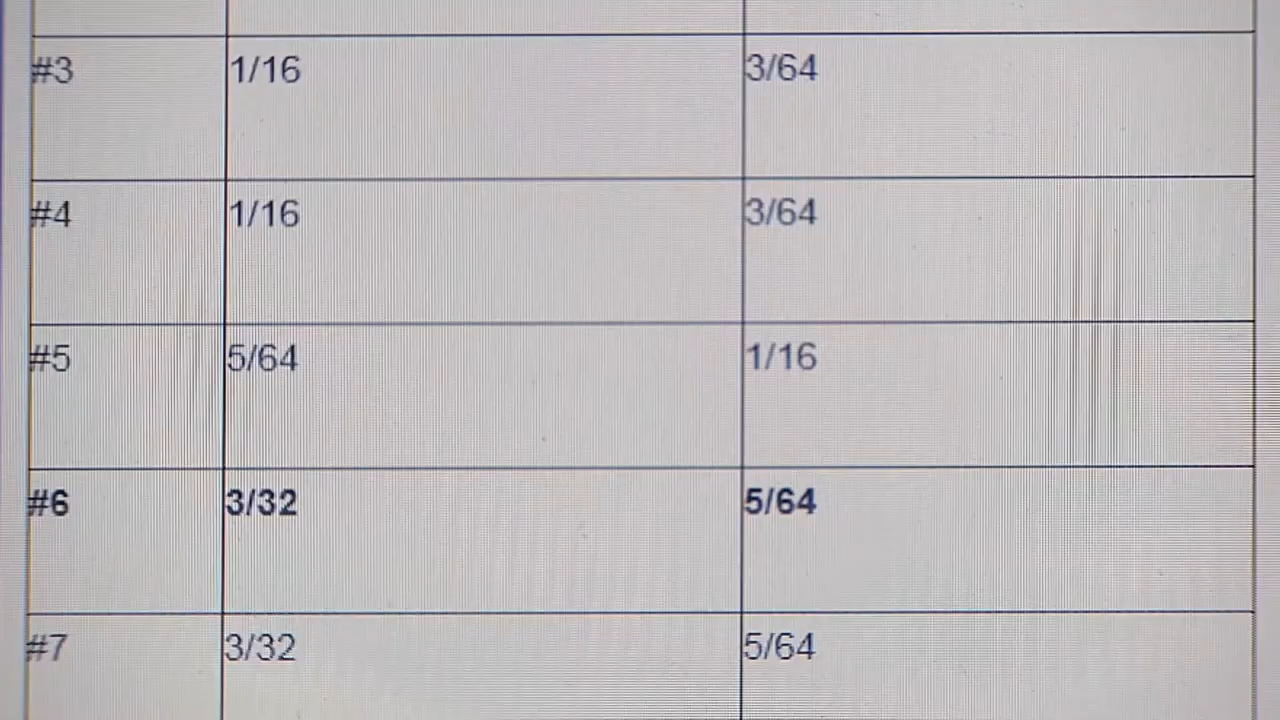 #3 1/16 3/64
#4 1/16 3/64
#5 5/64 1/16
#6 3/32 5/64
#7 3/32 5/64